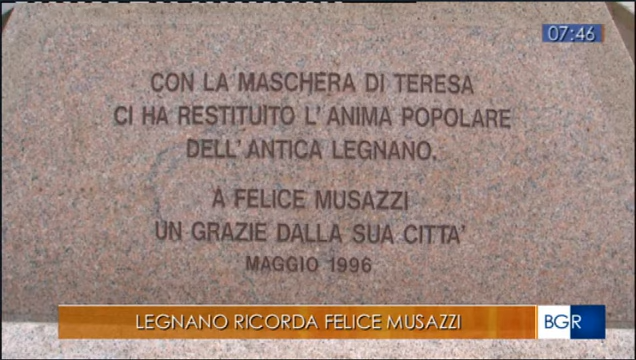 07:46
CON LA MASCHERA DI TERESA
CI HA RESTITUITO L'ANIMA POPOLARE
DELL'ANTICA LEGNANO.
A FELICE MUSAZZI
UN GRAZIE DALLA SUA CITTA'
MAGGIO 1996
LEGNANO RICORDA FELICE MUSAZZI
BGR